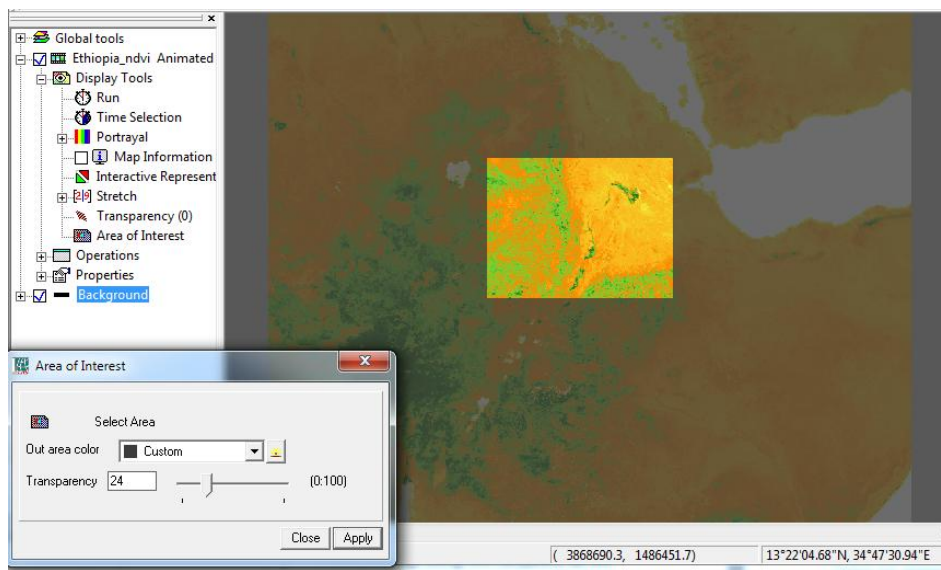 x
Global tools
Ethiopia_ndvi Animated
Display Tools
Run
Time Selection
Portrayal
Map Information
Interactive Represent
Stretch
Transparency (0)
Area of Interest
Operations
Properties
Background
Area of Interest
Select Area
Out area color Custom
Transparency 24 (0:100)
Close Apply
( 3868690.3, 1486451.7) 13°22'04.68"N, 34°47'30.94"E